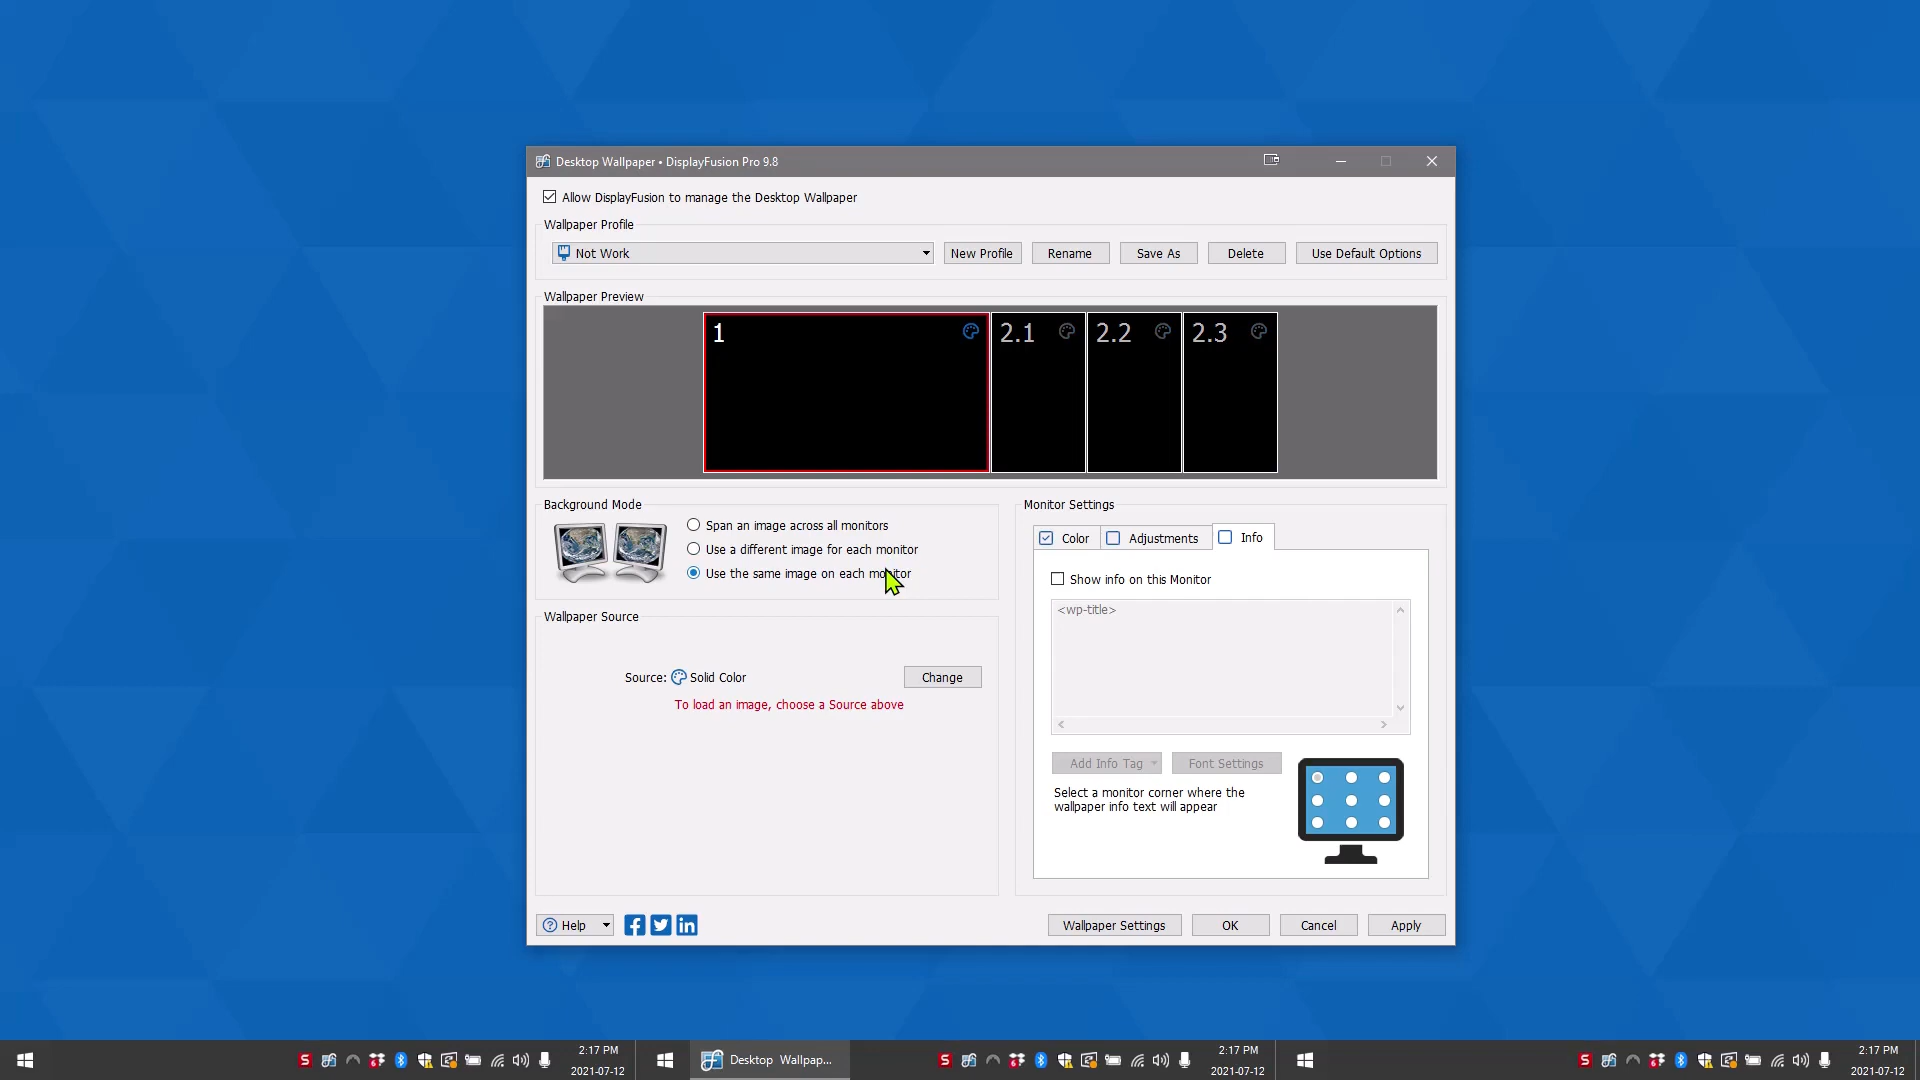 Desktop Wallpaper • DisplayFusion Pro 9.8
Allow DisplayFusion to manage the Desktop Wallpaper
Wallpaper Profile
Not Work
New Profile
Rename
Save As
Delete
Use Default Options
Wallpaper Preview
1
2.1
2.2
2.3
Background Mode
Span an image across all monitors
Use a different image for each monitor
Use the same image on each monitor
Wallpaper Source
Source: Solid Color
Change
To load an image, choose a Source above
Monitor Settings
Color
Adjustments
Info
Show info on this Monitor
<wp-title>
Add Info Tag
Font Settings
Select a monitor corner where the
wallpaper info text will appear
Help
Wallpaper Settings
OK
Cancel
Apply
2:17 PM
2021-07-12
Desktop Wallpap...
2:17 PM
2021-07-12
2:17 PM
2021-07-12